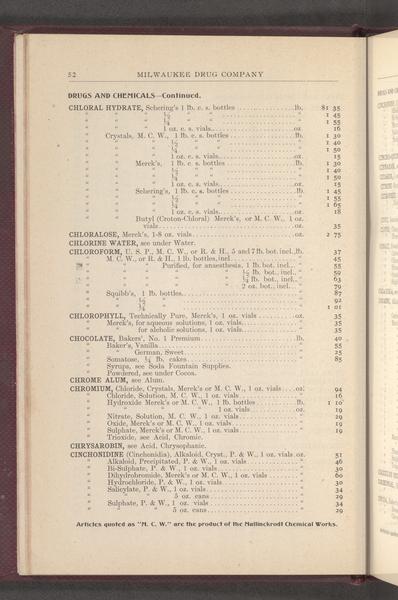 52 MILWAUKEE DRUG COMPANY
DRUGS AND CHEMICALS—Continued.
CHLORAL HYDRATE, Schering's 1 lb. c. s. bottles lb. $1 35
" " " ½ " " " 1 45
" " " ¼ " " " 1 55
" " " 1 oz. c. s. vials oz. 16
" Crystals, M. C. W., 1 lb. c. s. bottles lb. 1 30
" " " ½ " " " 1 40
" " " ¼ " " " 1 50
" " " 1 oz. c. s. vials oz. 15
" " Merck's, 1 lb. c. s. bottles lb. 1 30
" " " ½ " " " 1 40
" " " ¼ " " " 1 50
" " " 1 oz. c. s. vials oz. 15
" " Schering's, 1 lb. c. s. bottles lb. 1 45
" " " ½ " " " 1 55
" " " ¼ " " " 1 65
" " " 1 oz. c. s. vials oz. 18
" " Butyl (Croton-Chloral) Merck's, or M. C. W., 1 oz.
vials oz. 35
CHLORALOSE, Merck's, 1-8 oz. vials oz. 2 75
CHLORINE WATER, see under Water.
CHLOROFORM, U. S. P., M. C. W., or R. & H., 5 and 7 lb. bot. incl. lb. 37
" M. C. W., or R. & H., 1 lb. bottles, incl. " 45
" " " Purified, for anaesthesia, 1 lb. bot. incl. " 55
" " " " ½ lb. bot., incl. " 59
" " " " ¼ lb. bot., incl. " 63
" " " " 2 oz. bot., incl. " 79
" Squibb's, 1 lb. bottles " 87
" " ½ " " 92
" " ¼ " " 1 01
CHLOROPHYLL, Technically Pure, Merck's, 1 oz. vials oz. 35
" Merck's, for aqueous solutions, 1 oz. vials " 35
" " for alcoholic solutions, 1 oz. vials " 35
CHOCOLATE, Bakers', No. 1 Premium lb. 40
" Baker's, Vanilla " 55
" " German, Sweet " 25
" Somatose, ¼ lb. cakes " 85
" Syrups, see Soda Fountain Supplies.
" Powdered, see under Cocoa.
CHROME ALUM, see Alum.
CHROMIUM, Chloride, Crystals, Merck's or M. C. W., 1 oz. vials oz. 94
" Chloride, Solution, M. C. W., 1 oz. vials " 16
" Hydroxide Merck's or M. C. W., 1 lb. bottles lb. 1 10
" " " " 1 oz. vials oz. 19
" Nitrate, Solution, M. C. W., 1 oz. vials " 19
" Oxide, Merck's or M. C. W., 1 oz. vials " 19
" Sulphate, Merck's or M. C. W., 1 oz. vials " 19
" Trioxide, see Acid, Chromic.
CHRYSAROBIN, see Acid, Chrysophanic.
CINCHONIDINE (Cinchonidia), Alkaloid, Cryst., P. & W., 1 oz. vials oz. 51
" Alkaloid, Precipitated, P. & W., 1 oz. vials " 46
" Bi-Sulphate, P. & W., 1 oz. vials " 30
" Dihydrobromide, Merck's or M. C. W., 1 oz. vials " 60
" Hydrochloride, P. & W., 1 oz. vials " 30
" Salicylate, P. & W., 1 oz. vials " 34
" " " 5 oz. cans " 29
" Sulphate, P. & W., 1 oz. vials " 34
" " " 5 oz. cans " 29
Articles quoted as "M. C. W." are the product of the Mallinckrodt Chemical Works.